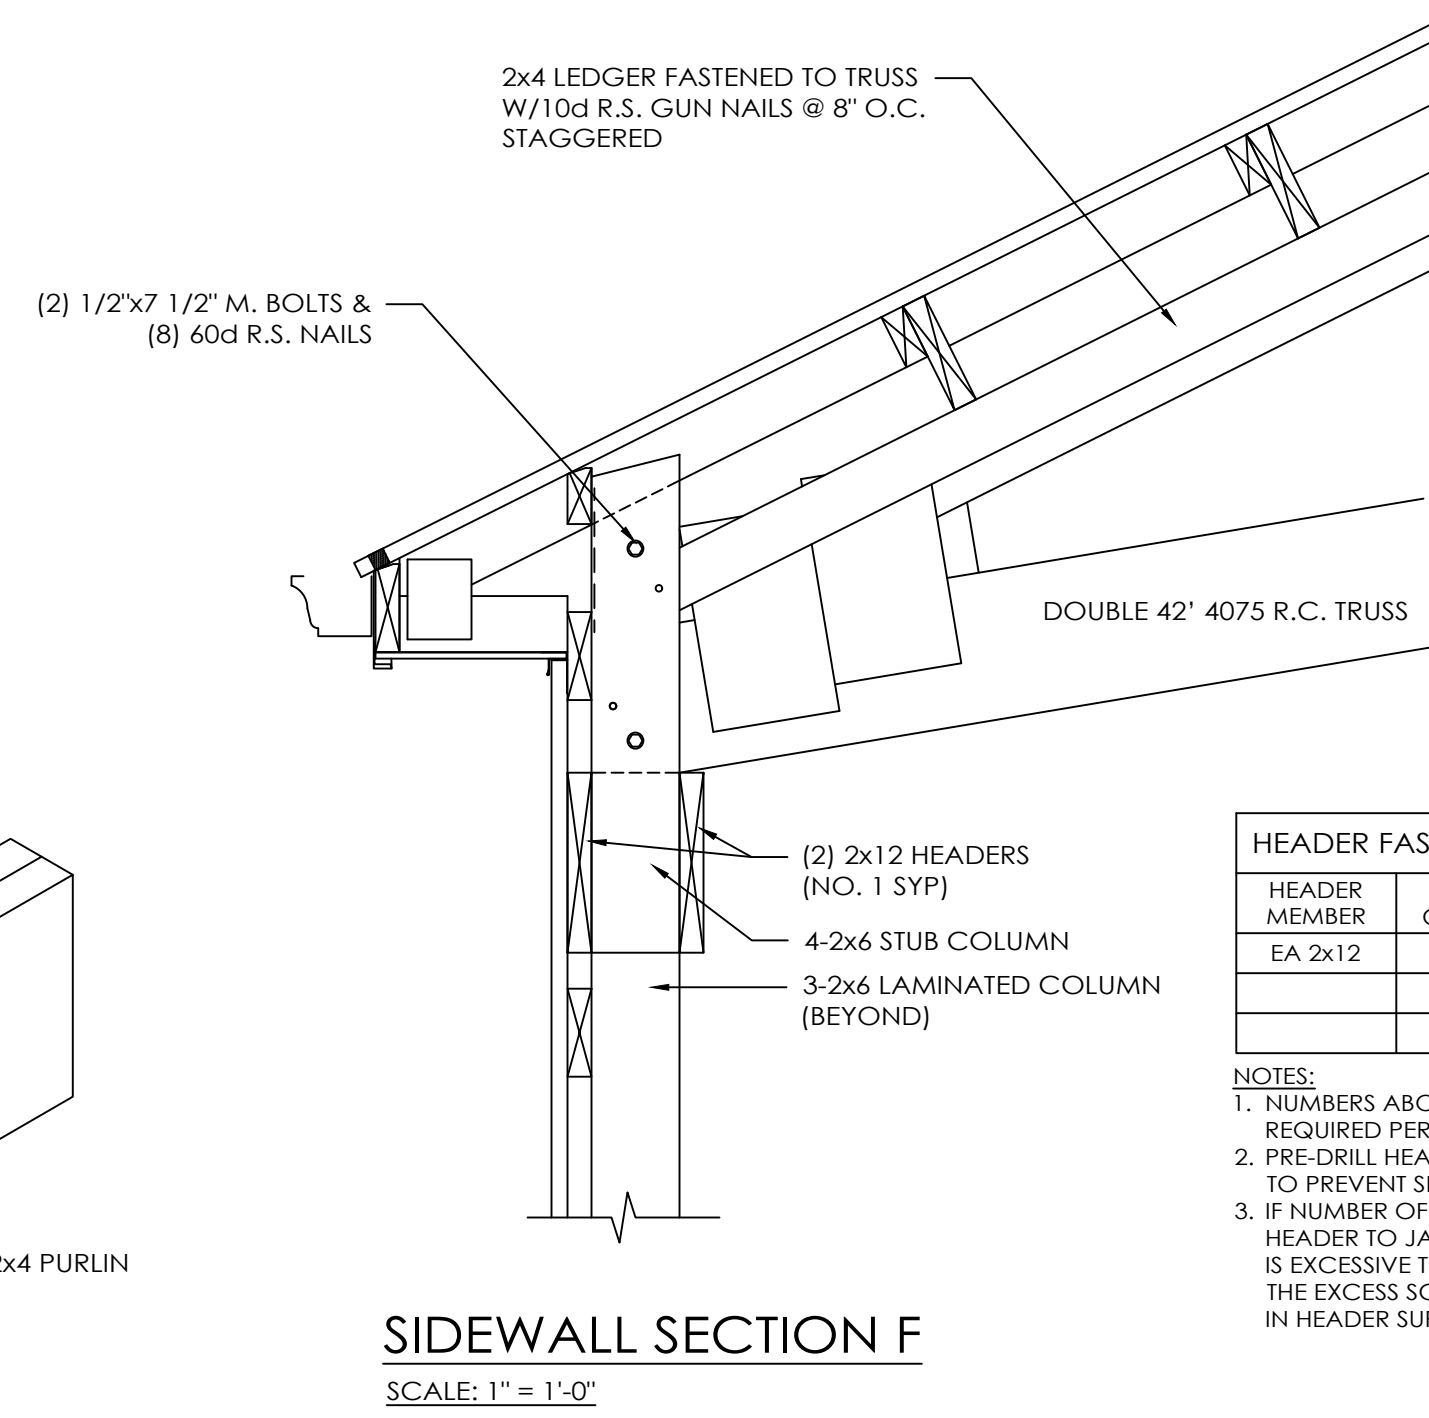 2x4 LEDGER FASTENED TO TRUSS
W/10d R.S. GUN NAILS @ 8" O.C.
STAGGERED
(2) 1/2"x7 1/2" M. BOLTS &
(8) 60d R.S. NAILS
DOUBLE 42' 4075 R.C. TRUSS
(2) 2x12 HEADERS
(NO. 1 SYP)
4-2x6 STUB COLUMN
3-2x6 LAMINATED COLUMN
(BEYOND)
2x4 PURLIN
HEADER FAS
HEADER
MEMBER
EA 2x12
NOTES:
1. NUMBERS ABO
REQUIRED PER
2. PRE-DRILL HEA
TO PREVENT
3. IF NUMBER OF
HEADER TO JA
IS EXCESSIVE T
THE EXCESS SC
IN HEADER SU
SIDEWALL SECTION F
SCALE: 1" = 1'-0"